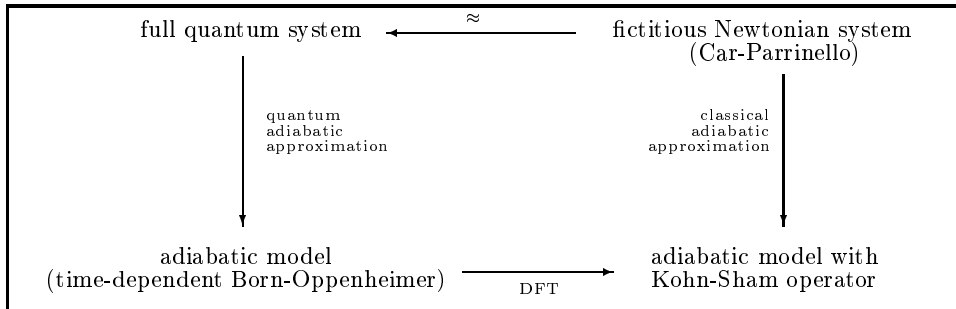 full quantum system
≈
fictitious Newtonian system
(Car-Parrinello)
quantum
adiabatic
approximation
classical
adiabatic
approximation
adiabatic model
(time-dependent Born-Oppenheimer)
DFT
adiabatic model with
Kohn-Sham operator